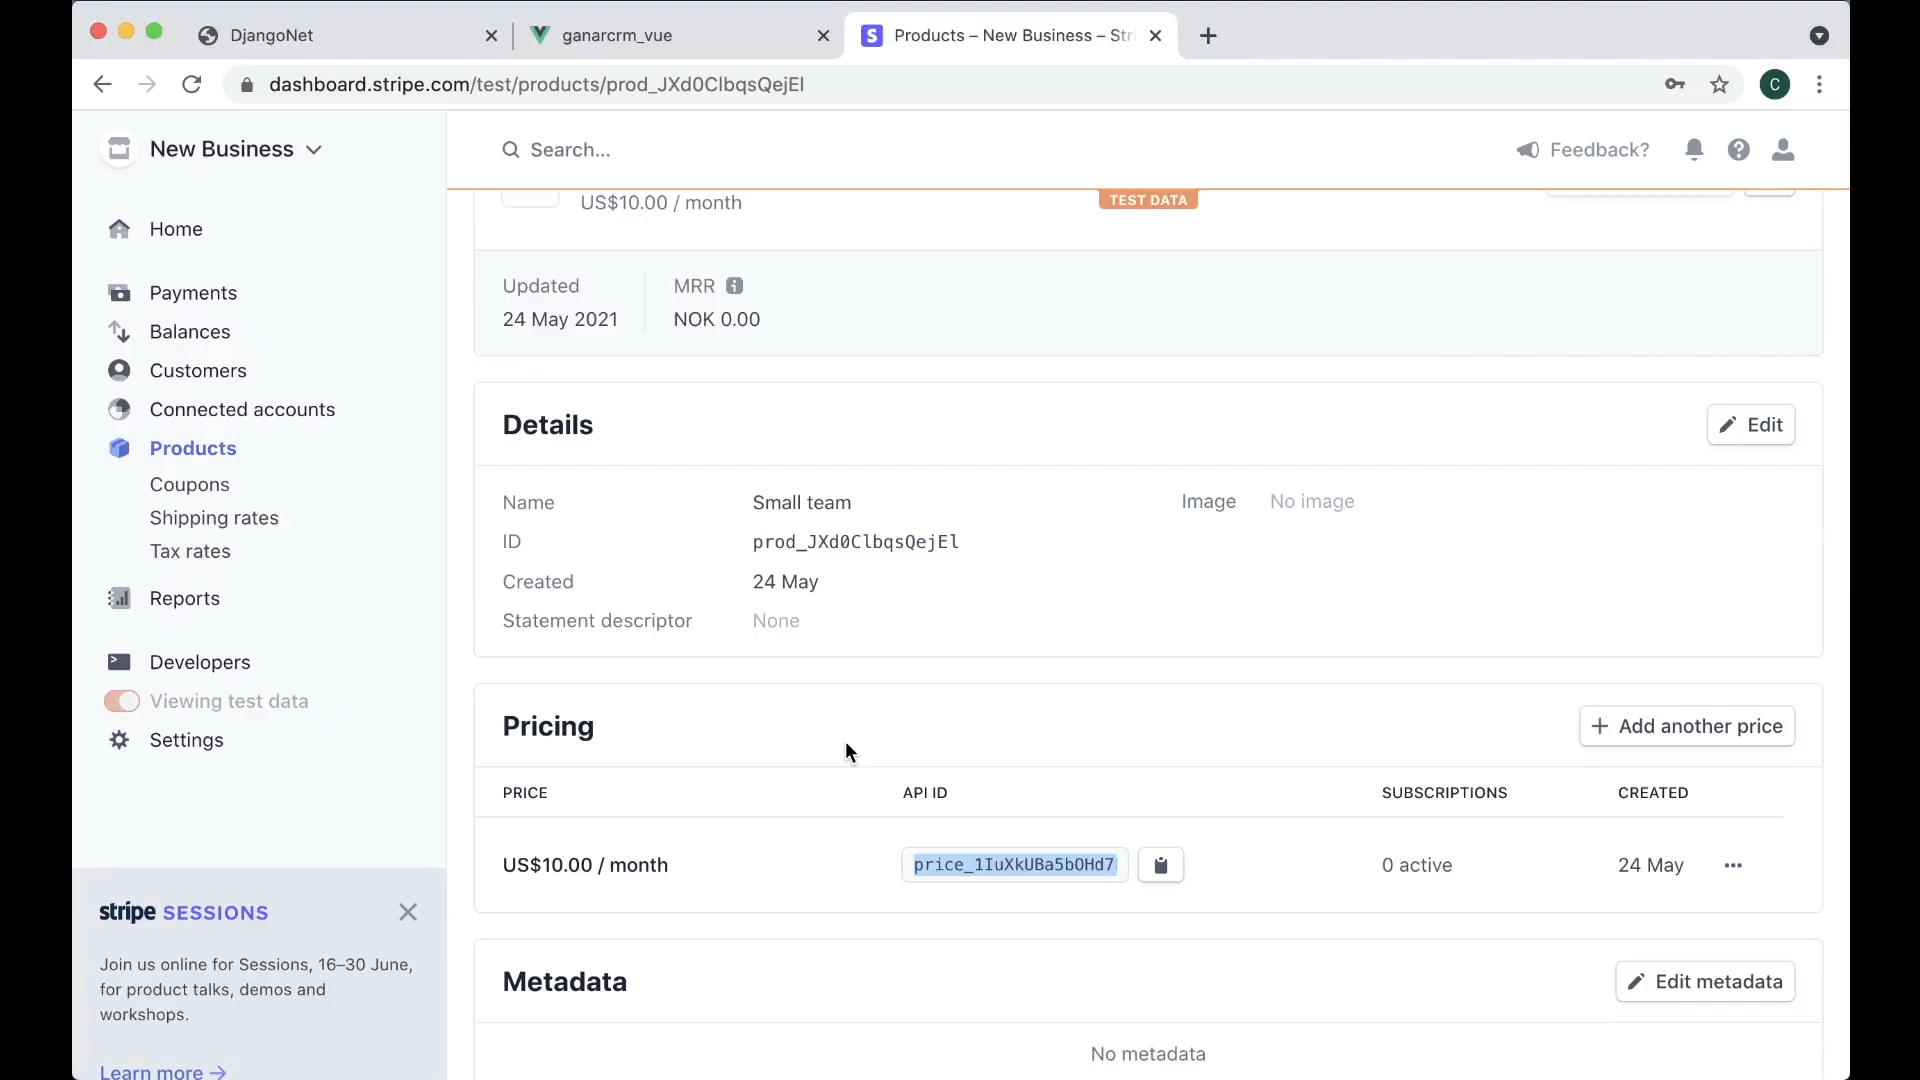 DjangoNet
ganarcrm_vue
Products – New Business – Stri
dashboard.stripe.com/test/products/prod_JXd0ClbqsQejEl
C
New Business
Search...
Feedback?
Home
Payments
Balances
Customers
Connected accounts
Products
Coupons
Shipping rates
Tax rates
Reports
Developers
Viewing test data
Settings
stripe SESSIONS
Join us online for Sessions, 16–30 June,
for product talks, demos and
workshops.
Learn more →
US$10.00 / month
TEST DATA
Updated
MRR
24 May 2021
NOK 0.00
Details
Edit
Name
Small team
Image
No image
ID
prod_JXd0ClbqsQejEl
Created
24 May
Statement descriptor
None
Pricing
Add another price
PRICE
API ID
SUBSCRIPTIONS
CREATED
US$10.00 / month
price_1IuXkUBa5bOHd7
0 active
24 May
Metadata
Edit metadata
No metadata